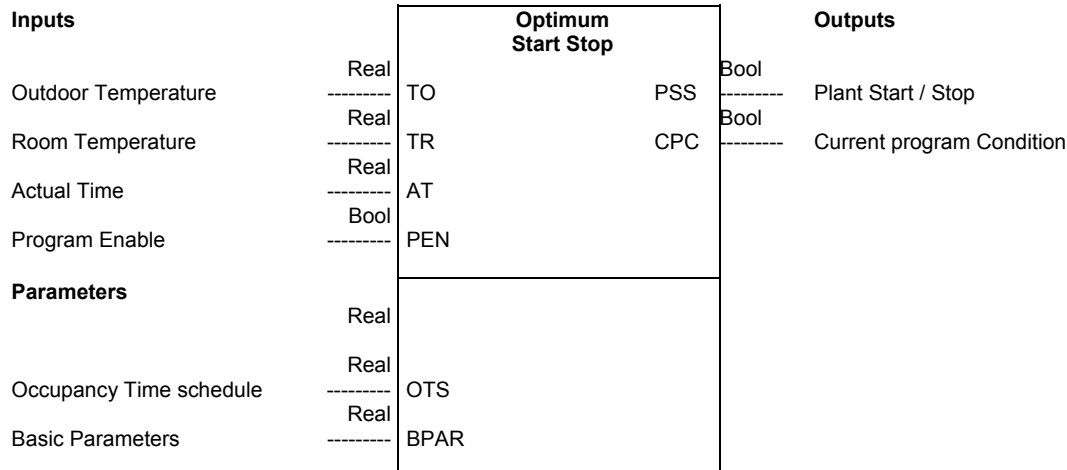 Inputs Optimum Outputs
Start Stop
Real Bool
Outdoor Temperature --------- TO PSS --------- Plant Start / Stop
Real Bool
Room Temperature --------- TR CPC --------- Current program Condition
Real
Actual Time --------- AT
Bool
Program Enable --------- PEN
Parameters
Real
Real
Occupancy Time schedule --------- OTS
Real
Basic Parameters --------- BPAR